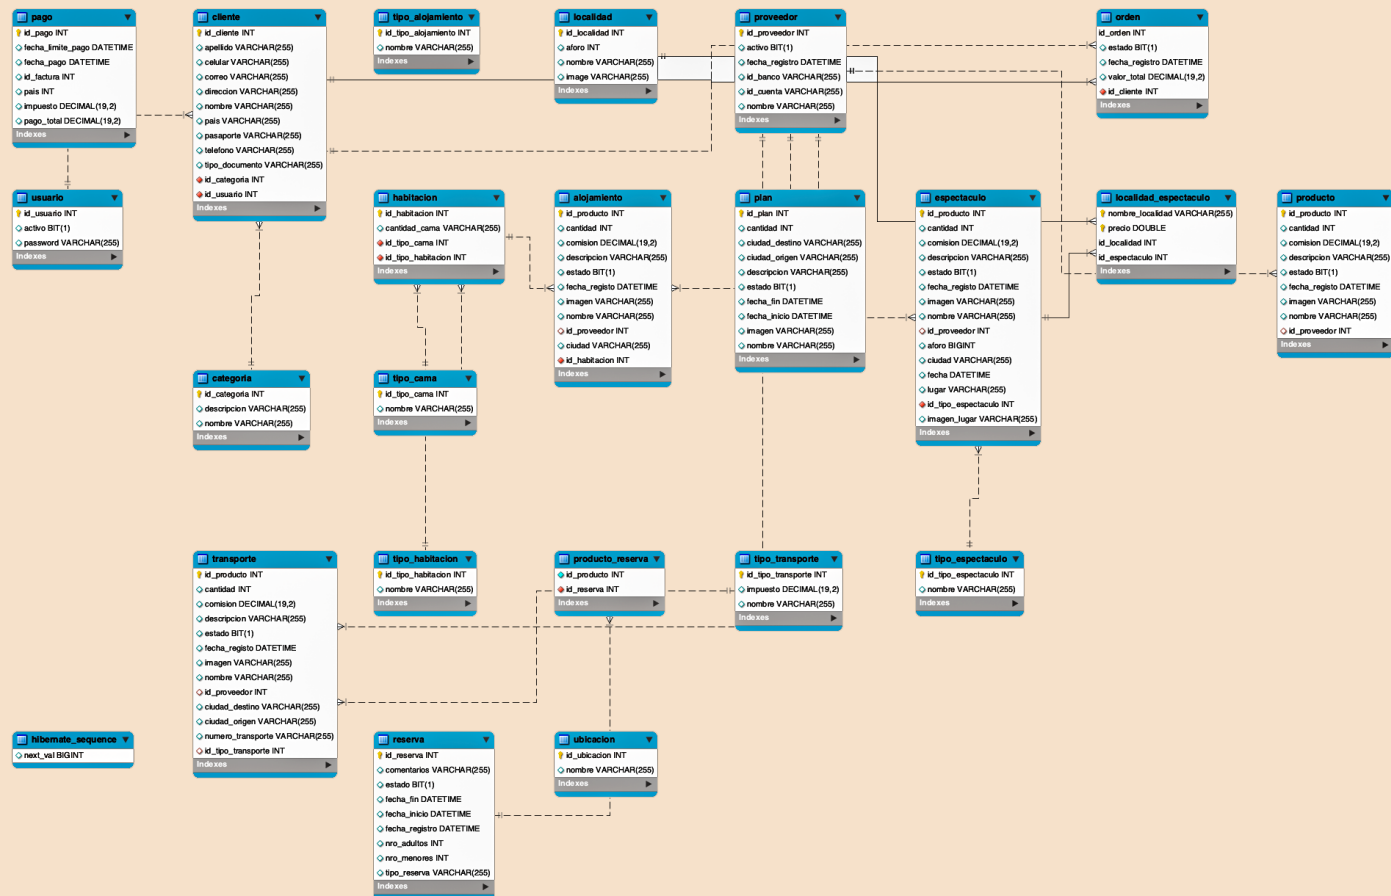 pago
id_pago INT
fecha_limite_pago DATETIME
fecha_pago DATETIME
id_factura INT
pais INT
impuesto DECIMAL(19,2)
pago_total DECIMAL(19,2)
Indexes
cliente
id_cliente INT
apellido VARCHAR(255)
celular VARCHAR(255)
correo VARCHAR(255)
direccion VARCHAR(255)
nombre VARCHAR(255)
pais VARCHAR(255)
pasaporte VARCHAR(255)
telefono VARCHAR(255)
tipo_documento VARCHAR(255)
id_categoria INT
id_usuario INT
Indexes
tipo_alojamiento
id_tipo_alojamiento INT
nombre VARCHAR(255)
Indexes
localidad
id_localidad INT
aforo INT
nombre VARCHAR(255)
image VARCHAR(255)
Indexes
proveedor
id_proveedor INT
activo BIT(1)
fecha_registro DATETIME
id_banco VARCHAR(255)
id_cuenta VARCHAR(255)
nombre VARCHAR(255)
Indexes
orden
id_orden INT
estado BIT(1)
fecha_registro DATETIME
valor_total DECIMAL(19,2)
id_cliente INT
Indexes
usuario
id_usuario INT
activo BIT(1)
password VARCHAR(255)
Indexes
habitacion
id_habitacion INT
cantidad_cama VARCHAR(255)
id_tipo_cama INT
id_tipo_habitacion INT
Indexes
alojamiento
id_producto INT
cantidad INT
comision DECIMAL(19,2)
descripcion VARCHAR(255)
estado BIT(1)
fecha_registo DATETIME
imagen VARCHAR(255)
nombre VARCHAR(255)
id_proveedor INT
ciudad VARCHAR(255)
id_habitacion INT
Indexes
plan
id_plan INT
cantidad INT
ciudad_destino VARCHAR(255)
ciudad_origen VARCHAR(255)
descripcion VARCHAR(255)
estado BIT(1)
fecha_fin DATETIME
fecha_inicio DATETIME
imagen VARCHAR(255)
nombre VARCHAR(255)
Indexes
espectaculo
id_producto INT
cantidad INT
comision DECIMAL(19,2)
descripcion VARCHAR(255)
estado BIT(1)
fecha_registo DATETIME
imagen VARCHAR(255)
nombre VARCHAR(255)
id_proveedor INT
aforo BIGINT
ciudad VARCHAR(255)
fecha DATETIME
lugar VARCHAR(255)
id_tipo_espectaculo INT
imagen_lugar VARCHAR(255)
Indexes
localidad_espectaculo
nombre_localidad VARCHAR(255)
precio DOUBLE
id_localidad INT
id_espectaculo INT
Indexes
producto
id_producto INT
cantidad INT
comision DECIMAL(19,2)
descripcion VARCHAR(255)
estado BIT(1)
fecha_registo DATETIME
imagen VARCHAR(255)
nombre VARCHAR(255)
id_proveedor INT
Indexes
categoria
id_categoria INT
descripcion VARCHAR(255)
nombre VARCHAR(255)
Indexes
tipo_cama
id_tipo_cama INT
nombre VARCHAR(255)
Indexes
transporte
id_producto INT
cantidad INT
comision DECIMAL(19,2)
descripcion VARCHAR(255)
estado BIT(1)
fecha_registo DATETIME
imagen VARCHAR(255)
nombre VARCHAR(255)
id_proveedor INT
ciudad_destino VARCHAR(255)
ciudad_origen VARCHAR(255)
numero_transporte VARCHAR(255)
id_tipo_transporte INT
Indexes
tipo_habitacion
id_tipo_habitacion INT
nombre VARCHAR(255)
Indexes
producto_reserva
id_producto INT
id_reserva INT
Indexes
tipo_transporte
id_tipo_transporte INT
impuesto DECIMAL(19,2)
nombre VARCHAR(255)
Indexes
tipo_espectaculo
id_tipo_espectaculo INT
nombre VARCHAR(255)
Indexes
hibernate_sequence
next_val BIGINT
reserva
id_reserva INT
comentarios VARCHAR(255)
estado BIT(1)
fecha_fin DATETIME
fecha_inicio DATETIME
fecha_registro DATETIME
nro_adultos INT
nro_menores INT
tipo_reserva VARCHAR(255)
Indexes
ubicacion
id_ubicacion INT
nombre VARCHAR(255)
Indexes